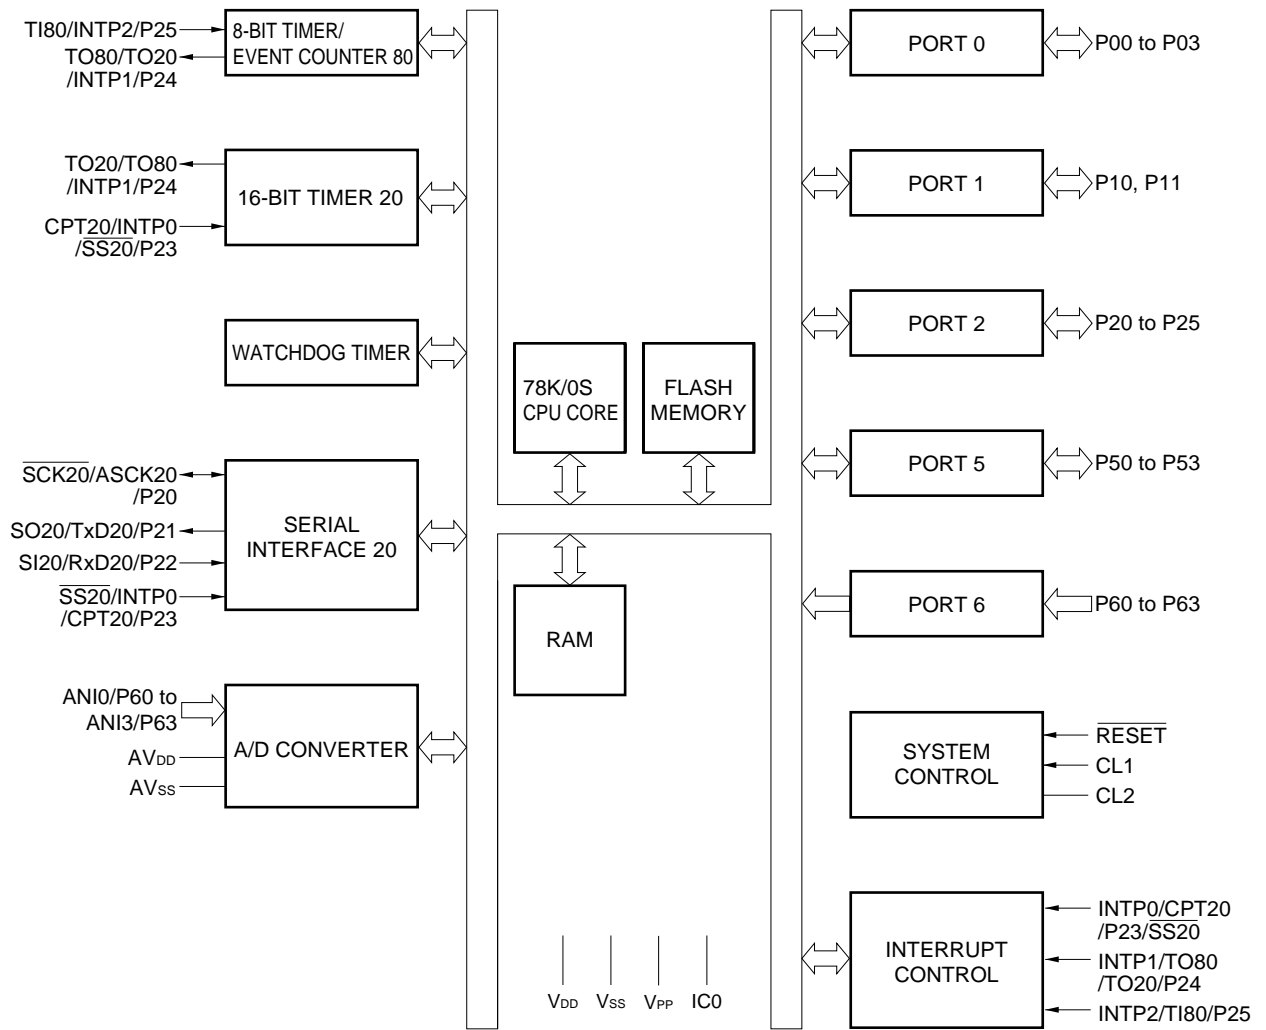 TI80/INTP2/P25
TO80/TO20
/INTP1/P24
8-BIT TIMER/
EVENT COUNTER 80
TO20/TO80
/INTP1/P24
CPT20/INTP0
/SS20/P23
16-BIT TIMER 20
WATCHDOG TIMER
SCK20/ASCK20
/P20
SO20/TxD20/P21
SI20/RxD20/P22
SS20/INTP0
/CPT20/P23
SERIAL
INTERFACE 20
ANI0/P60 to
ANI3/P63
AVDD
AVSS
A/D CONVERTER
78K/0S
CPU CORE
FLASH
MEMORY
RAM
VDD
VSS
VPP
IC0
PORT 0
P00 to P03
PORT 1
P10, P11
PORT 2
P20 to P25
PORT 5
P50 to P53
PORT 6
P60 to P63
SYSTEM
CONTROL
RESET
CL1
CL2
INTERRUPT
CONTROL
INTP0/CPT20
/P23/SS20
INTP1/TO80
/TO20/P24
INTP2/TI80/P25